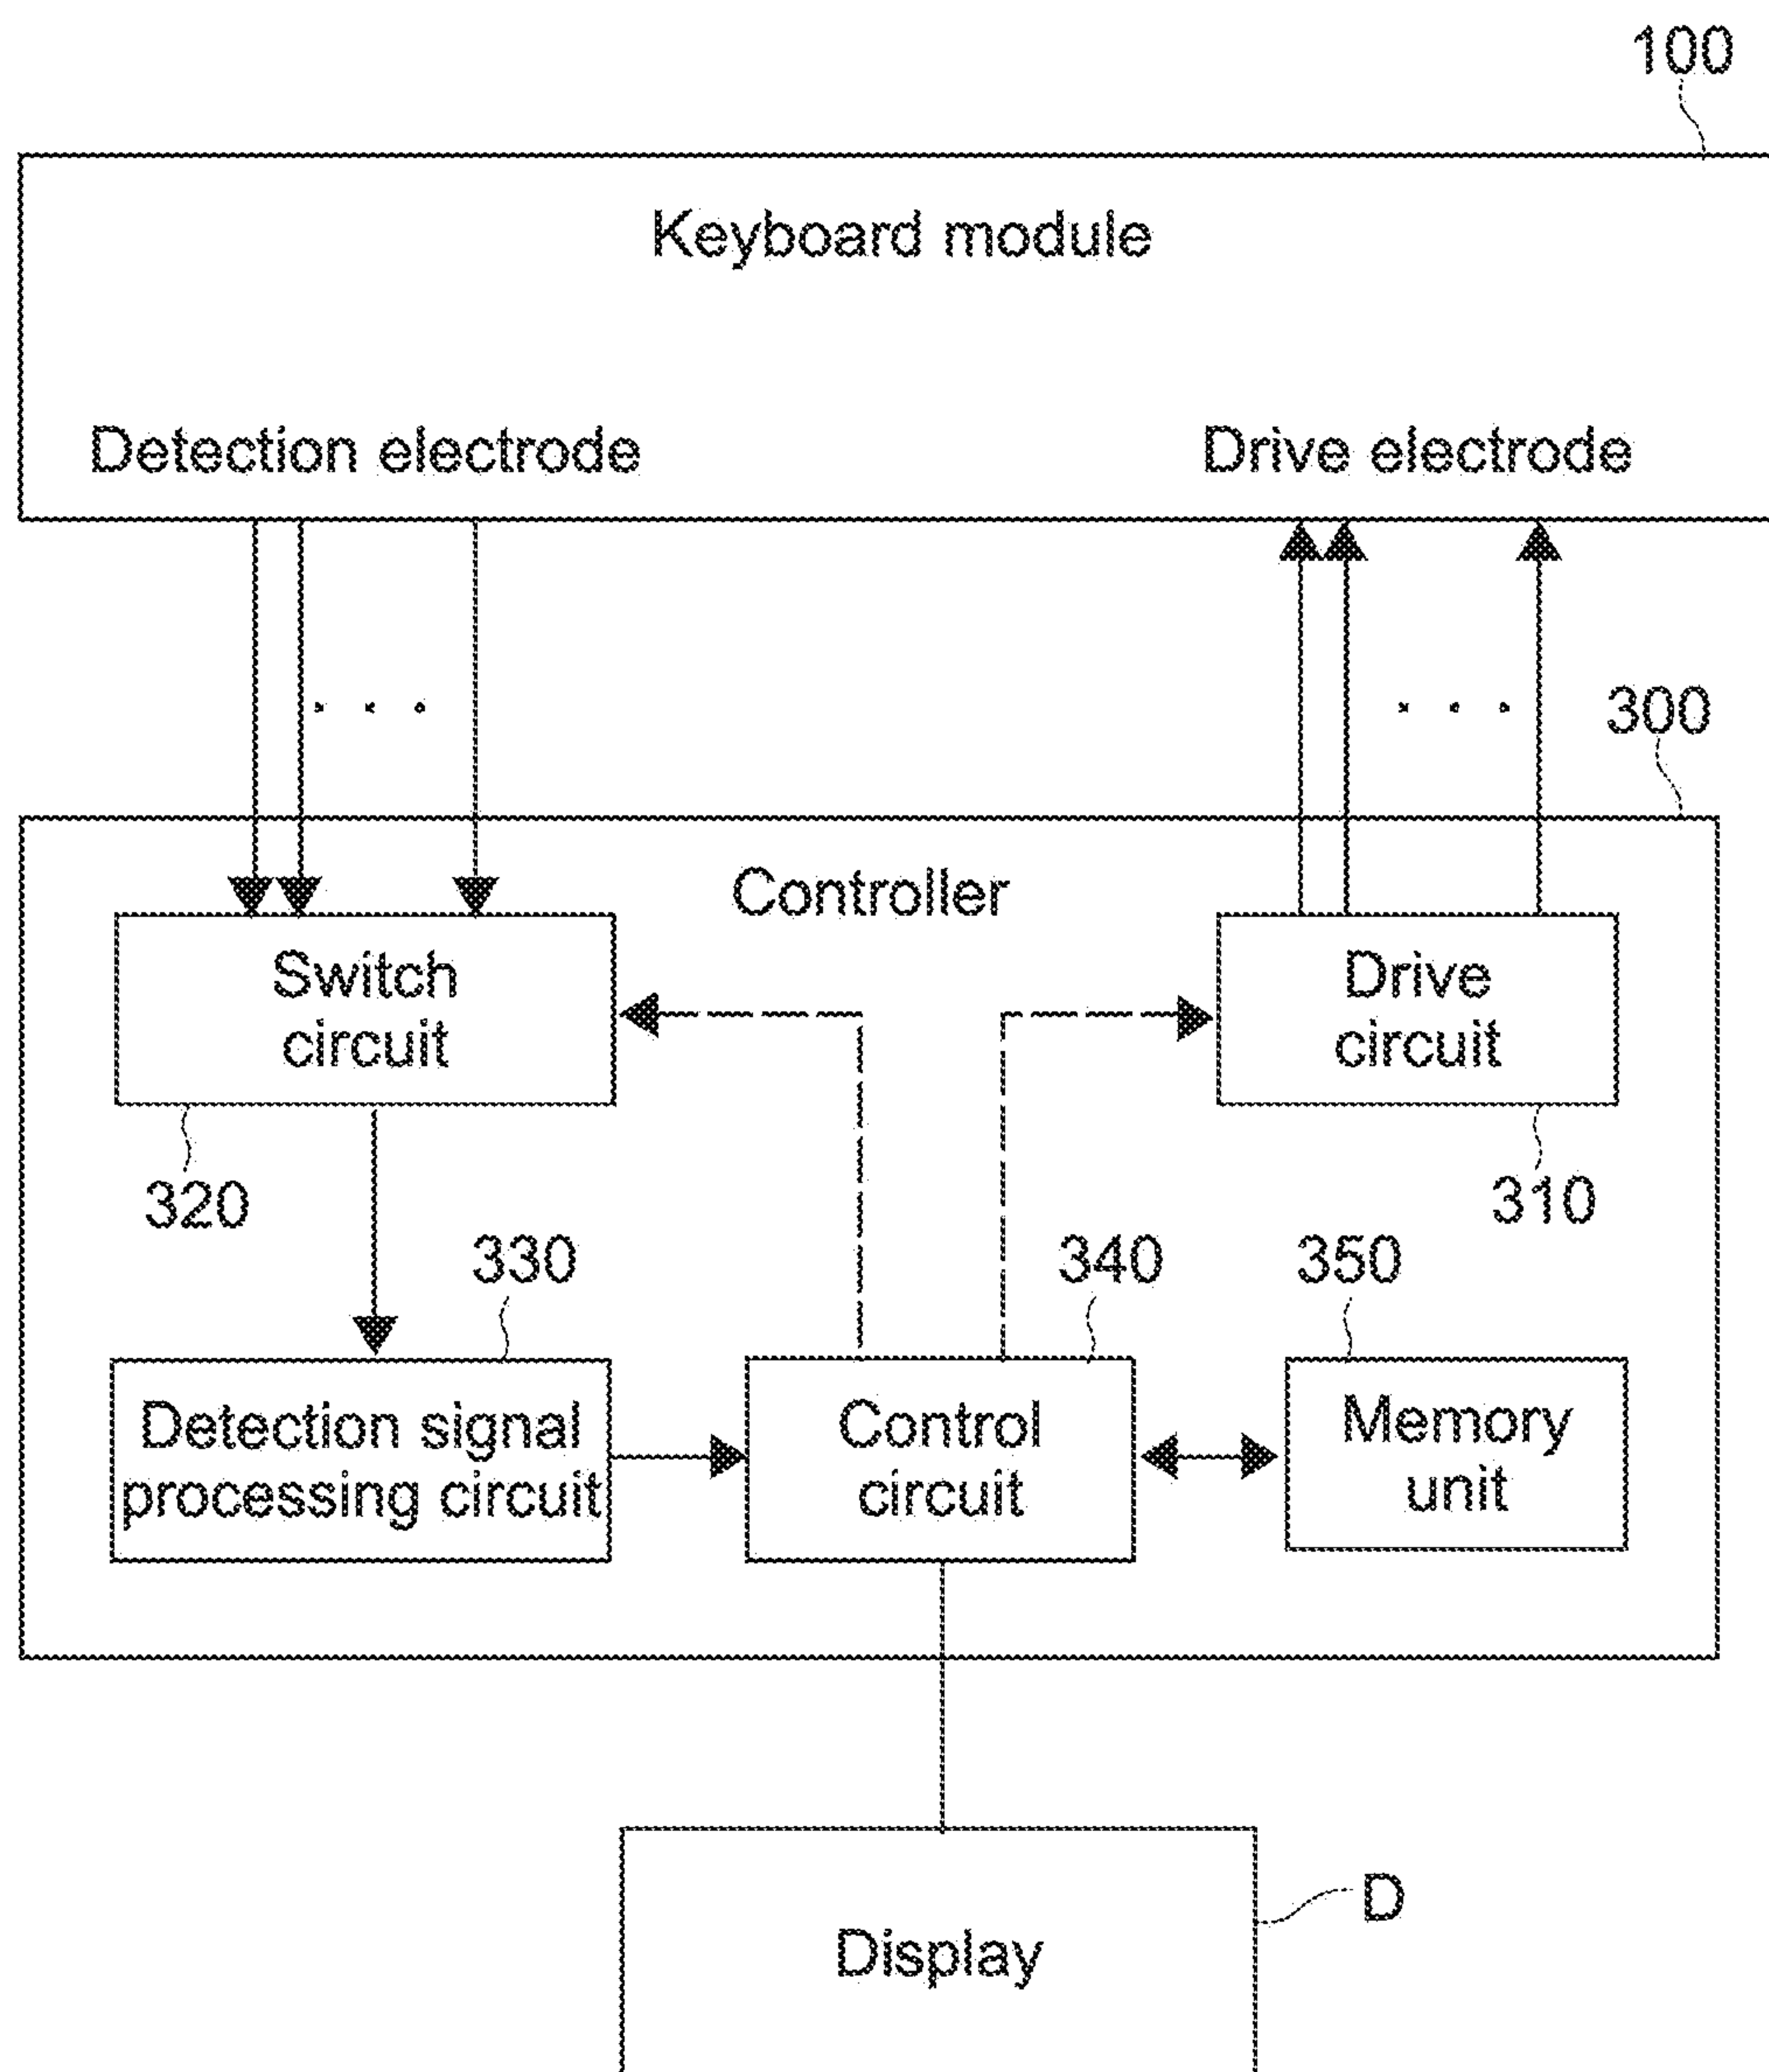 100
Keyboard module
Detection electrode
Drive electrode
300
Controller
Switch
circuit
Drive
circuit
320
310
330
340
350
Detection signal
processing circuit
Control
circuit
Memory
unit
D
Display